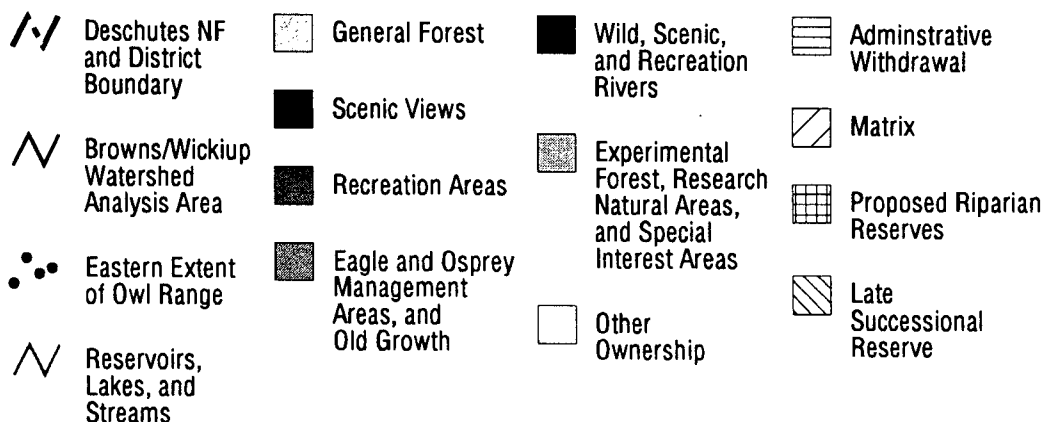 Deschutes NF
and District
Boundary
Browns/Wickiup
Watershed
Analysis Area
Eastern Extent
of Owl Range
Reservoirs,
Lakes, and
Streams
General Forest
Scenic Views
Recreation Areas
Eagle and Osprey
Management
Areas, and
Old Growth
Wild, Scenic,
and Recreation
Rivers
Experimental
Forest, Research
Natural Areas,
and Special
Interest Areas
Other
Ownership
Adminstrative
Withdrawal
Matrix
Proposed Riparian
Reserves
Late
Successional
Reserve